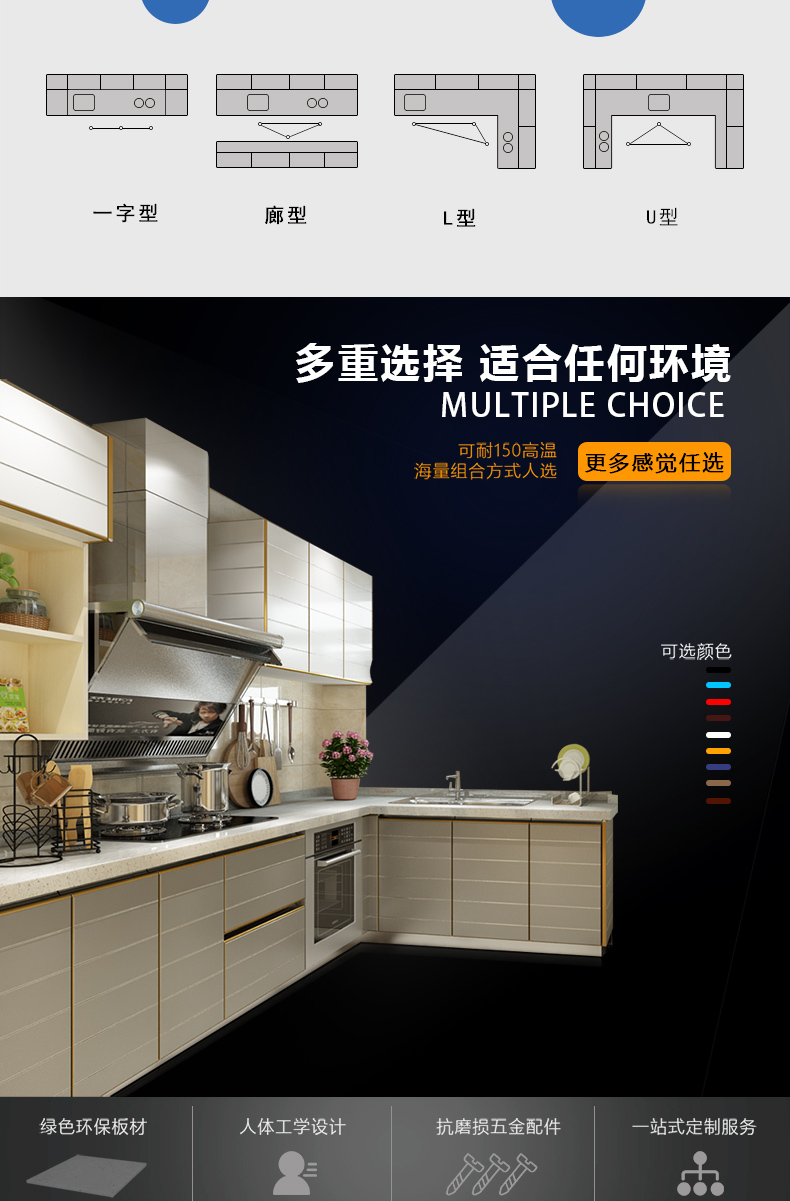 一字型
廊型
L型
U型
多重选择 适合任何环境
MULTIPLE CHOICE
可耐150高温
海量组合方式人选
更多感觉任选
可选颜色
绿色环保板材
人体工学设计
抗磨损五金配件
一站式定制服务